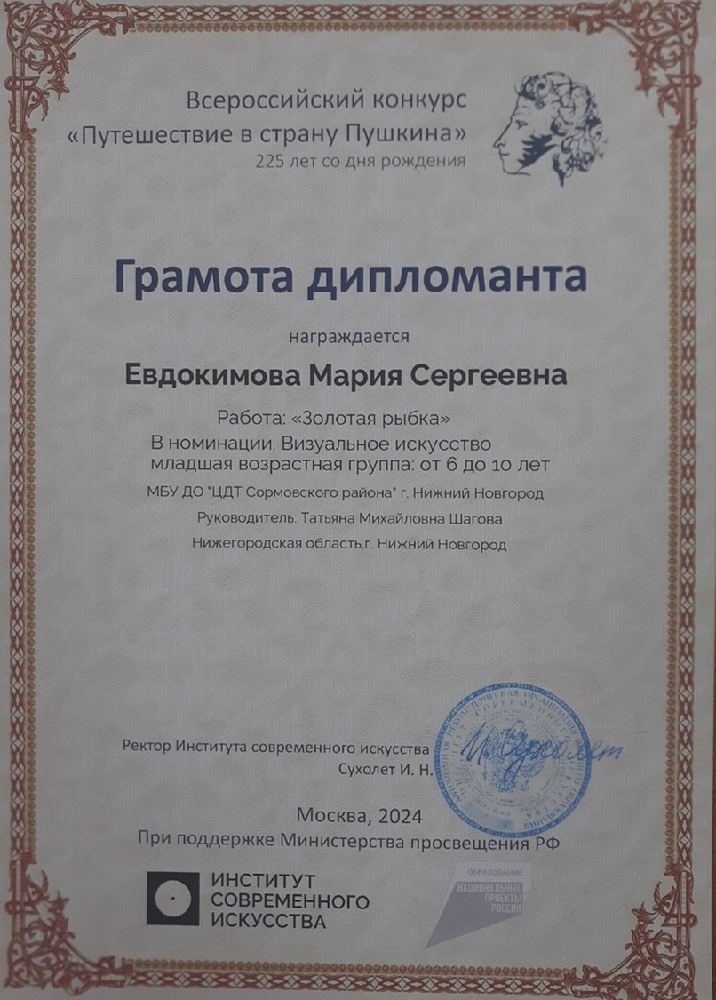 Всероссийский конкурс
«Путешествие в страну Пушкина»
225 лет со дня рождения
Грамота дипломанта
награждается
Евдокимова Мария Сергеевна
Работа: «Золотая рыбка»
В номинации: Визуальное искусство
младшая возрастная группа: от 6 до 10 лет
МБУ ДО "ЦДТ Сормовского района" г. Нижний Новгород
Руководитель: Татьяна Михайловна Шагова
Нижегородская область,г. Нижний Новгород
Ректор Института современного искусства
Сухолет И. Н.
И. Сухолет
Москва, 2024
При поддержке Министерства просвещения РФ
ИНСТИТУТ
СОВРЕМЕННОГО
ИСКУССТВА
ОБРАЗОВАНИЕ
НАЦИОНАЛЬНЫЕ
ПРОЕКТЫ
РОССИИ